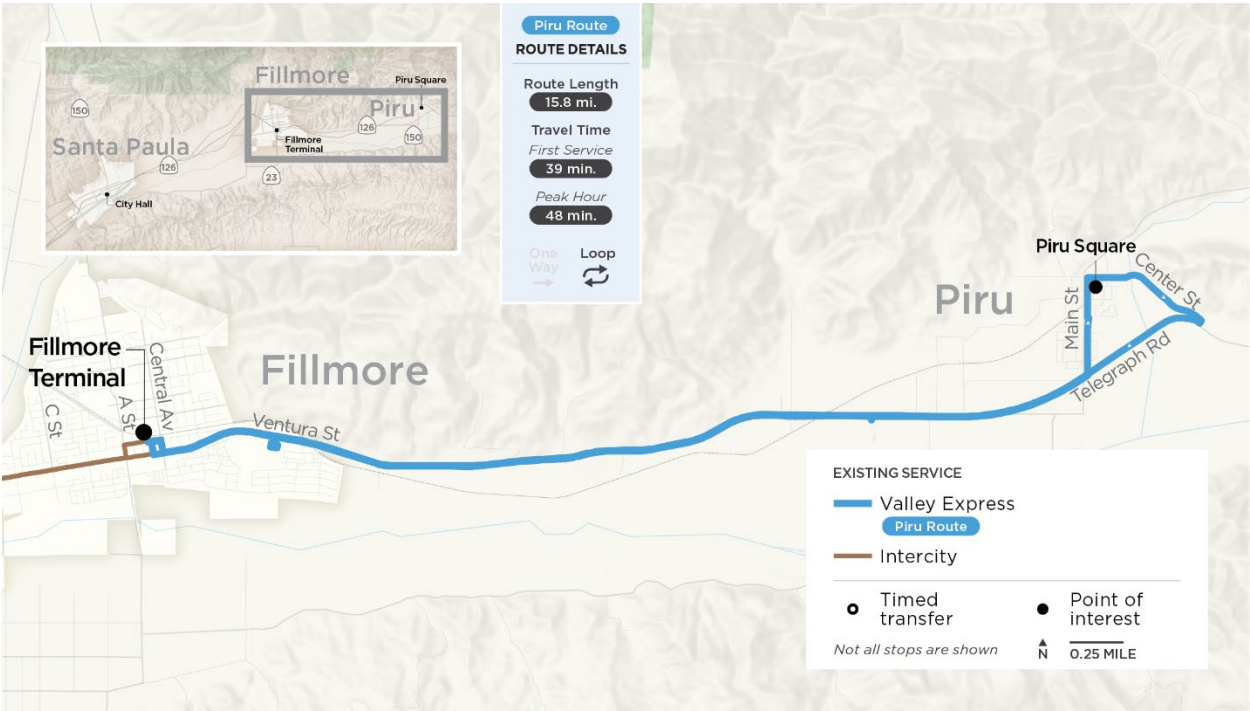 Fillmore
Piru Square
150
Piru
Santa Paula
126
150
Fillmore
Terminal
126
23
City Hall
Piru Route
ROUTE DETAILS
Route Length
15.8 mi.
Travel Time
First Service
39 min.
Peak Hour
48 min.
One
Way
Loop
Piru Square
Center St
Piru
Main St
Telegraph Rd
Fillmore
Terminal
Central Av
A St
C St
Fillmore
Ventura St
EXISTING SERVICE
Valley Express
Piru Route
Intercity
Timed
transfer
Point of
interest
Not all stops are shown
N
0.25 MILE